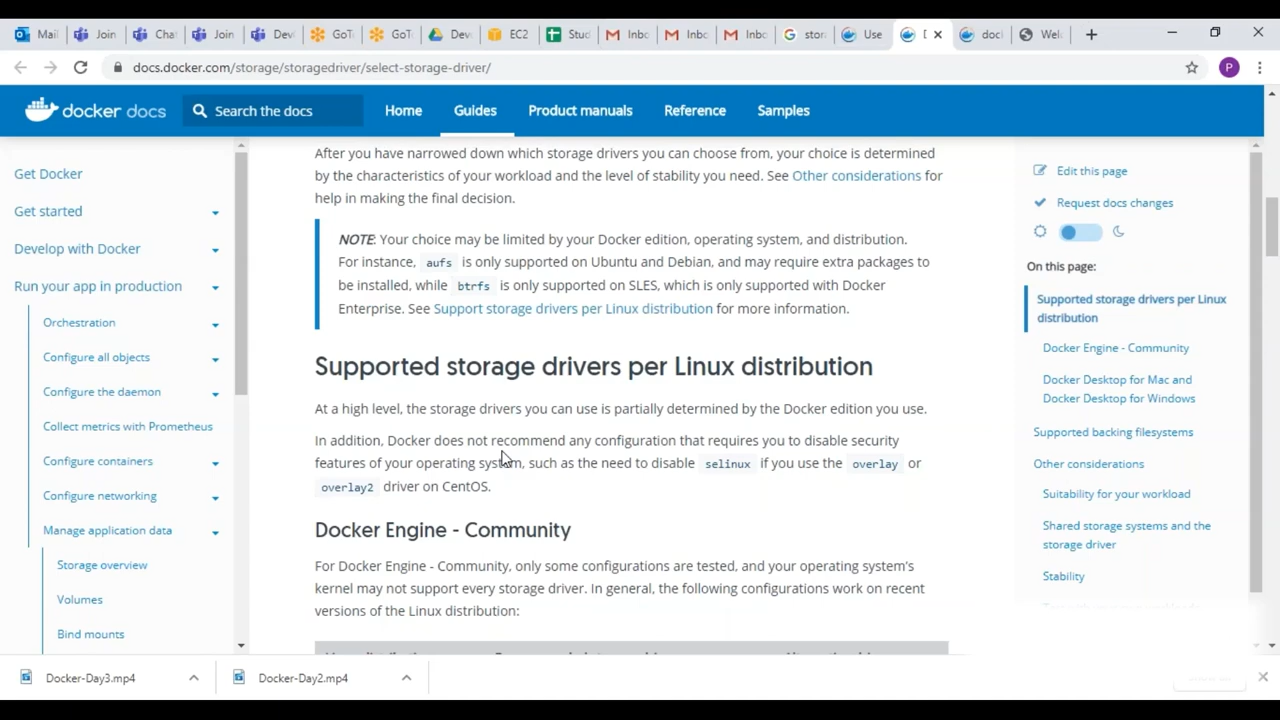 Mail
Join
Cha
Join
Dev
GoTo
GoTo
Dev
EC2
Stud
Inbo
Inbo
Inbo
stor
Use
D
docl
Welc
docs.docker.com/storage/storagedriver/select-storage-driver/
P
docker docs
Search the docs
Home
Guides
Product manuals
Reference
Samples
Get Docker
Get started
Develop with Docker
Run your app in production
Orchestration
Configure all objects
Configure the daemon
Collect metrics with Prometheus
Configure containers
Configure networking
Manage application data
Storage overview
Volumes
Bind mounts
After you have narrowed down which storage drivers you can choose from, your choice is determined
by the characteristics of your workload and the level of stability you need. See Other considerations for
help in making the final decision.
NOTE: Your choice may be limited by your Docker edition, operating system, and distribution.
For instance, aufs is only supported on Ubuntu and Debian, and may require extra packages to
be installed, while btrfs is only supported on SLES, which is only supported with Docker
Enterprise. See Support storage drivers per Linux distribution for more information.
Supported storage drivers per Linux distribution
At a high level, the storage drivers you can use is partially determined by the Docker edition you use.
In addition, Docker does not recommend any configuration that requires you to disable security
features of your operating system, such as the need to disable selinux if you use the overlay or
overlay2 driver on CentOS.
Docker Engine - Community
For Docker Engine - Community, only some configurations are tested, and your operating system's
kernel may not support every storage driver. In general, the following configurations work on recent
versions of the Linux distribution:
Edit this page
Request docs changes
On this page:
Supported storage drivers per Linux
distribution
Docker Engine - Community
Docker Desktop for Mac and
Docker Desktop for Windows
Supported backing filesystems
Other considerations
Suitability for your workload
Shared storage systems and the
storage driver
Stability
Docker-Day3.mp4
Docker-Day2.mp4